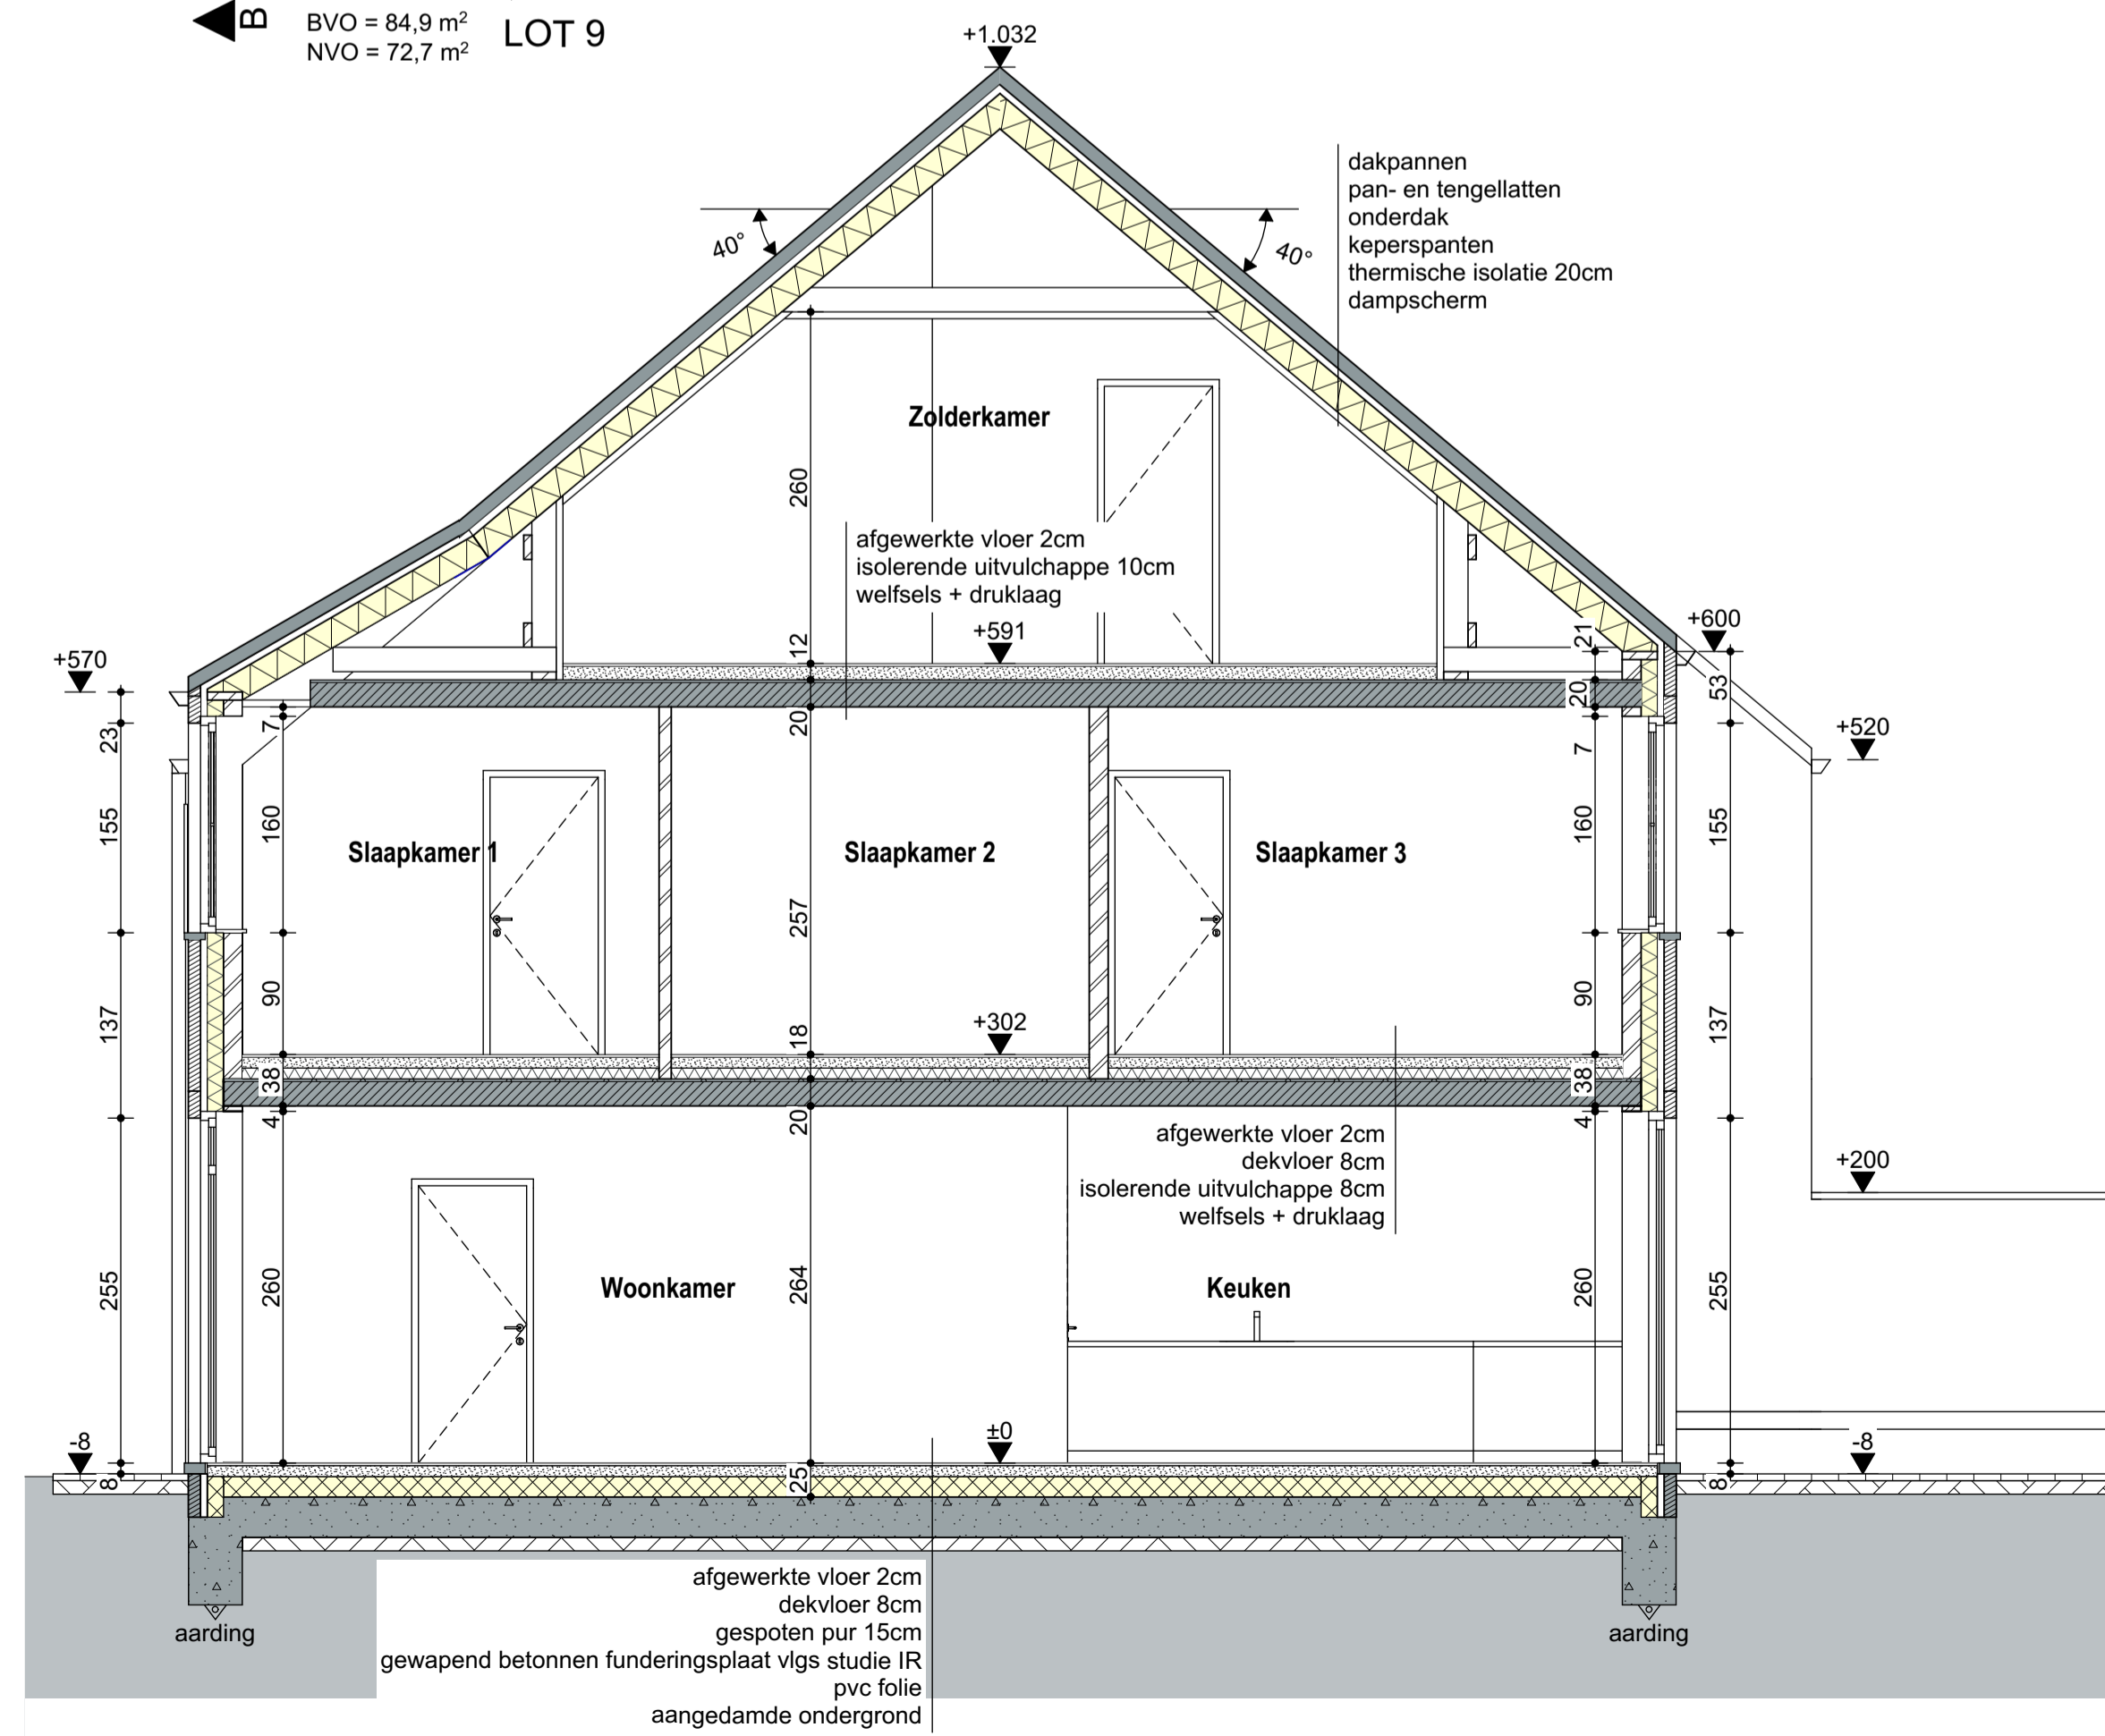 B
BVO = 84,9 m²
NVO = 72,7 m²
LOT 9
+1.032
dakpannen
pan- en tengellatten
onderdak
keperspanten
thermische isolatie 20cm
dampscherm
40°
40°
Zolderkamer
260
afgewerkte vloer 2cm
isolerende uitvulchappe 10cm
welfsels + druklaag
12
+591
21
+600
+570
53
20
23
7
20
7
+520
155
160
160
155
Slaapkamer 1
Slaapkamer 2
Slaapkamer 3
257
137
90
90
137
18
+302
38
38
4
20
4
afgewerkte vloer 2cm
dekvloer 8cm
isolerende uitvulchappe 8cm
welfsels + druklaag
+200
255
260
Woonkamer
264
Keuken
260
255
-8
±0
-8
8
25
8
afgewerkte vloer 2cm
dekvloer 8cm
gespoten pur 15cm
gewapend betonnen funderingsplaat vlgs studie IR
pvc folie
aangedamde ondergrond
aarding
aarding